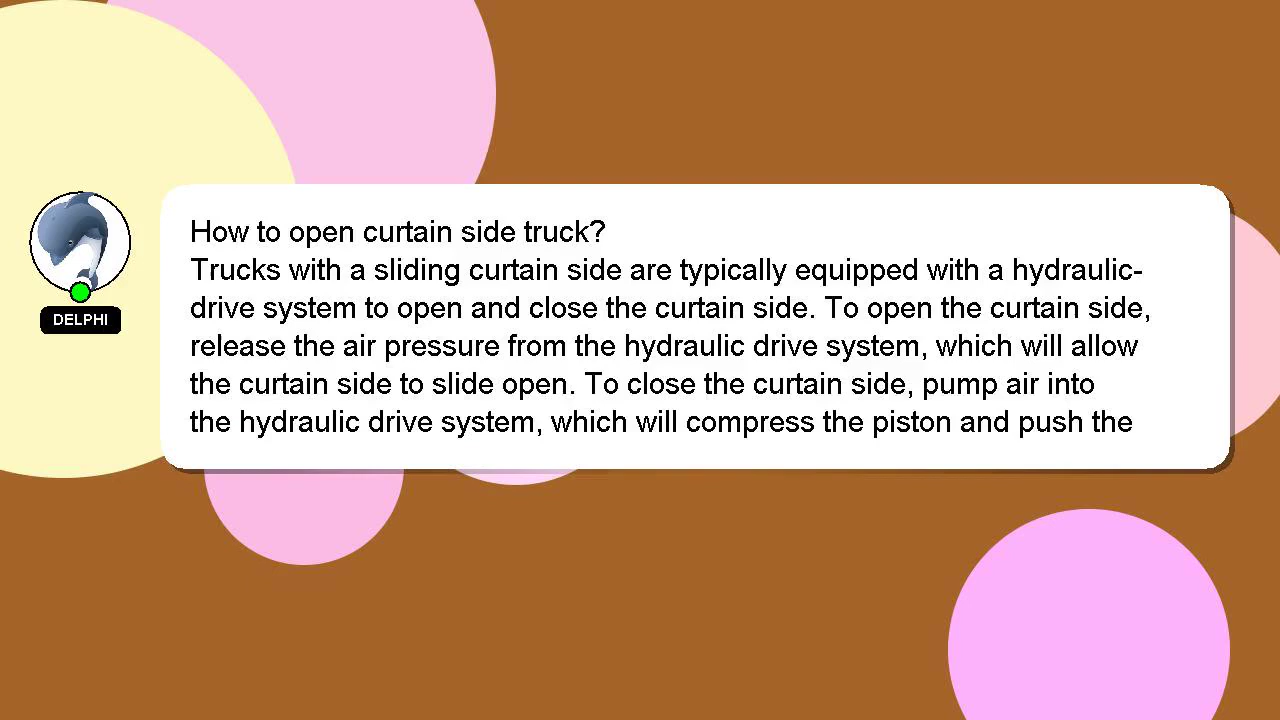 How to open curtain side truck?
Trucks with a sliding curtain side are typically equipped with a hydraulic-
drive system to open and close the curtain side. To open the curtain side,
release the air pressure from the hydraulic drive system, which will allow
the curtain side to slide open. To close the curtain side, pump air into
the hydraulic drive system, which will compress the piston and push the
DELPHI